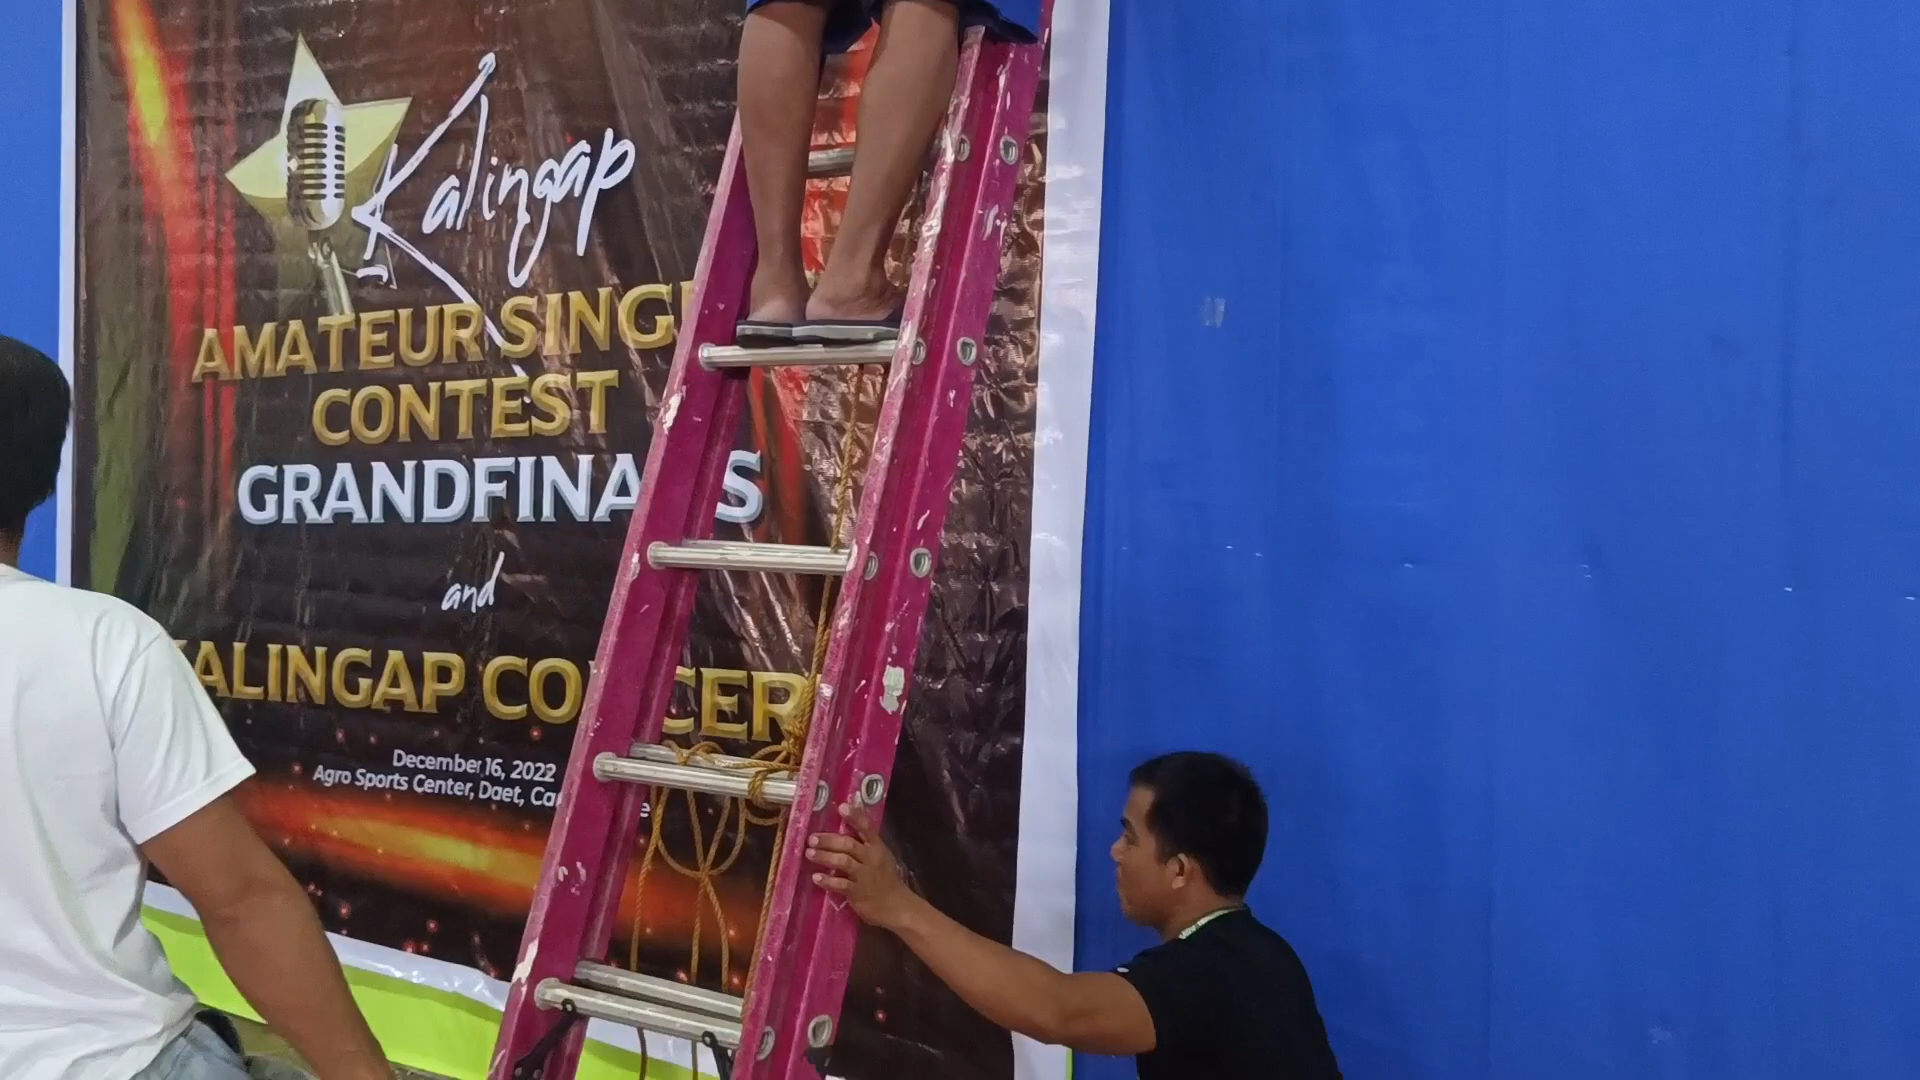 Kalingap
AMATEUR SING
CONTEST
GRANDFINA S
and
ALINGAP CO CER
December 16, 2022
Agro Sports Center, Daet, Ca e